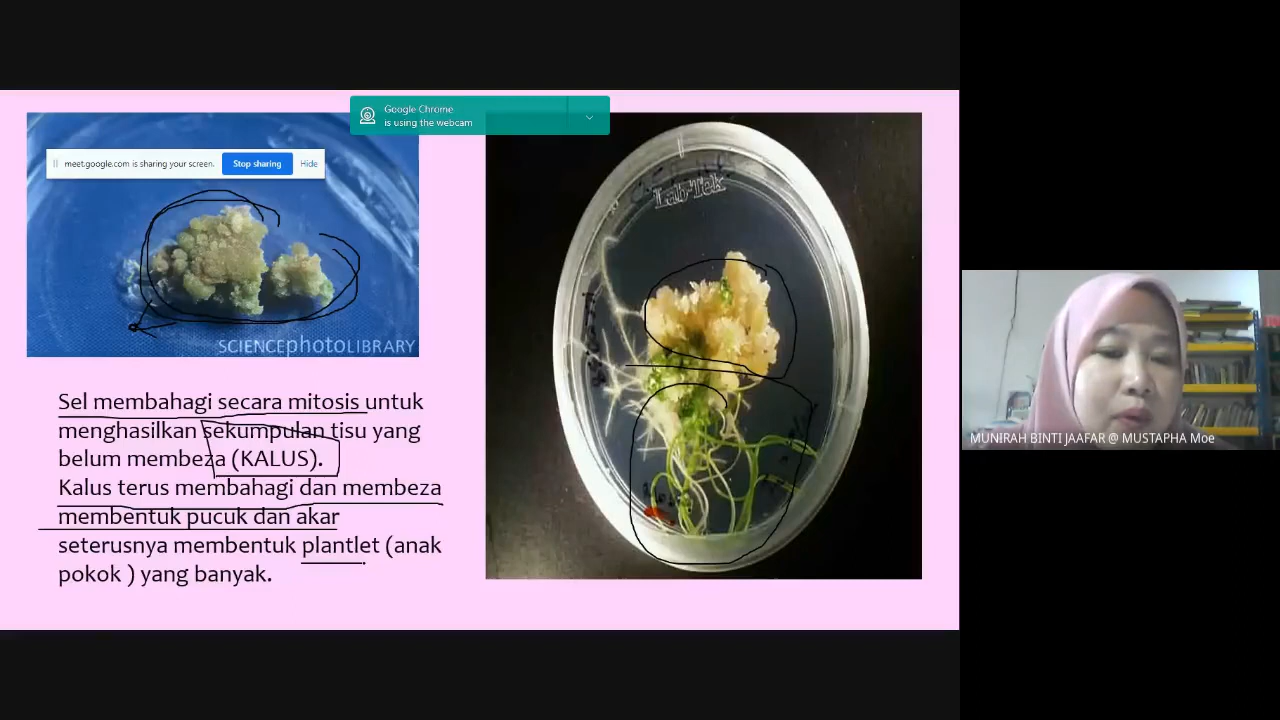 Google Chrome
is using the webcam
meet.google.com is sharing your screen.
Stop sharing
Hide
LabTek
SCIENCEphotoLIBRARY
Sel membahagi secara mitosis untuk
menghasilkan sekumpulan tisu yang
belum membeza (KALUS).
Kalus terus membahagi dan membeza
membentuk pucuk dan akar
seterusnya membentuk plantlet (anak
pokok ) yang banyak.
MUNIRAH BINTI JAAFAR @ MUSTAPHA Moe